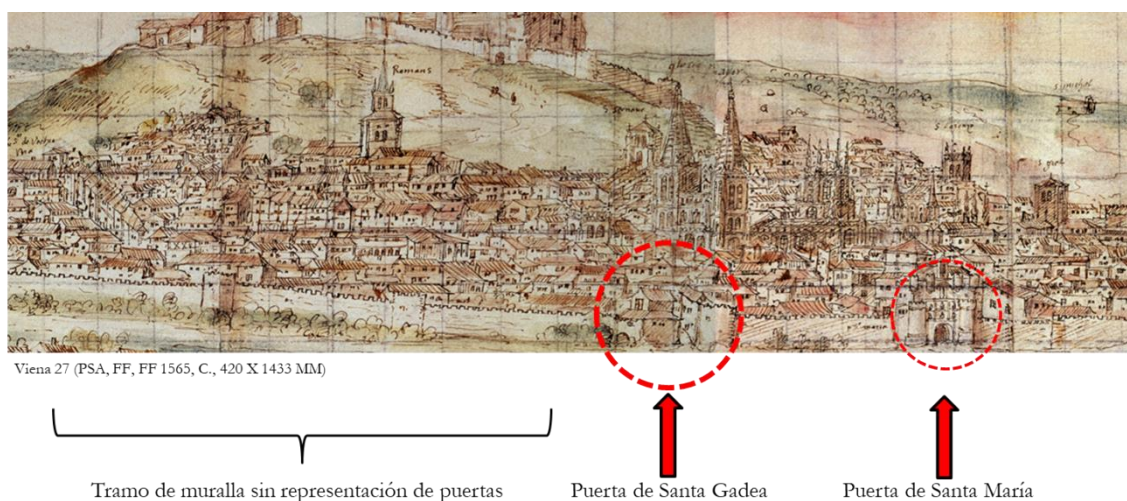 Romans
S. Lorenzo
Viena 27 (PSA, FF, FF 1565, C., 420 X 1433 MM)
Tramo de muralla sin representación de puertas
Puerta de Santa Gadea
Puerta de Santa María